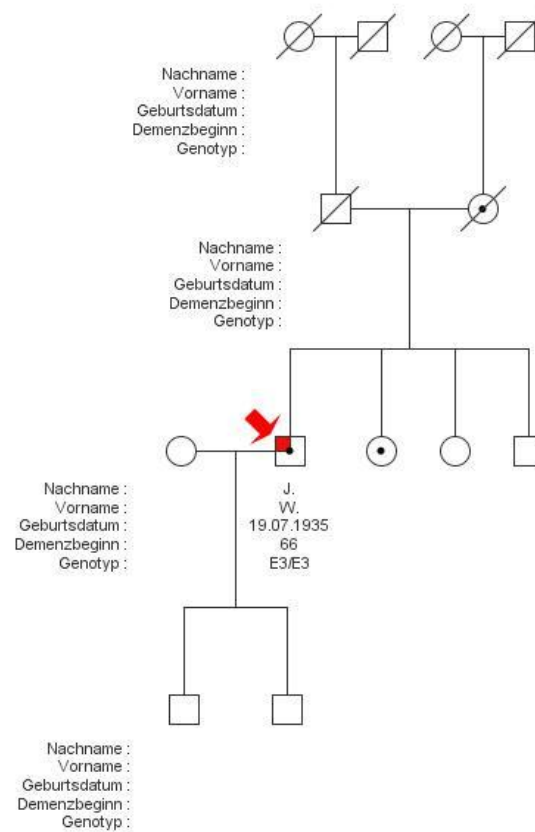 Nachname :
Vorname :
Geburtsdatum :
Demenzbeginn :
Genotyp :
Nachname :
Vorname :
Geburtsdatum :
Demenzbeginn :
Genotyp :
Nachname : J.
Vorname : W.
Geburtsdatum : 19.07.1935
Demenzbeginn : 66
Genotyp : E3/E3
Nachname :
Vorname :
Geburtsdatum :
Demenzbeginn :
Genotyp :